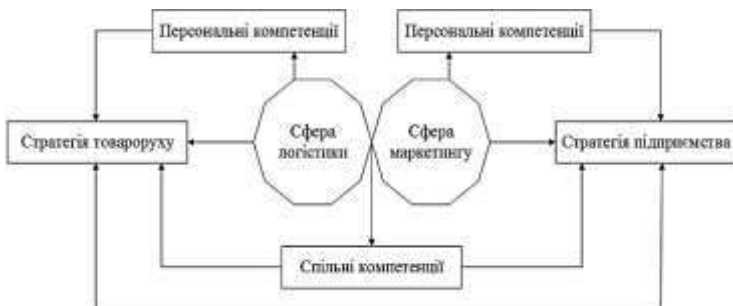 Персональні компетенції
Персональні компетенції
Стратегія товароруху
Сфера
логістики
Сфера
маркетингу
Стратегія підприємства
Спільні компетенції